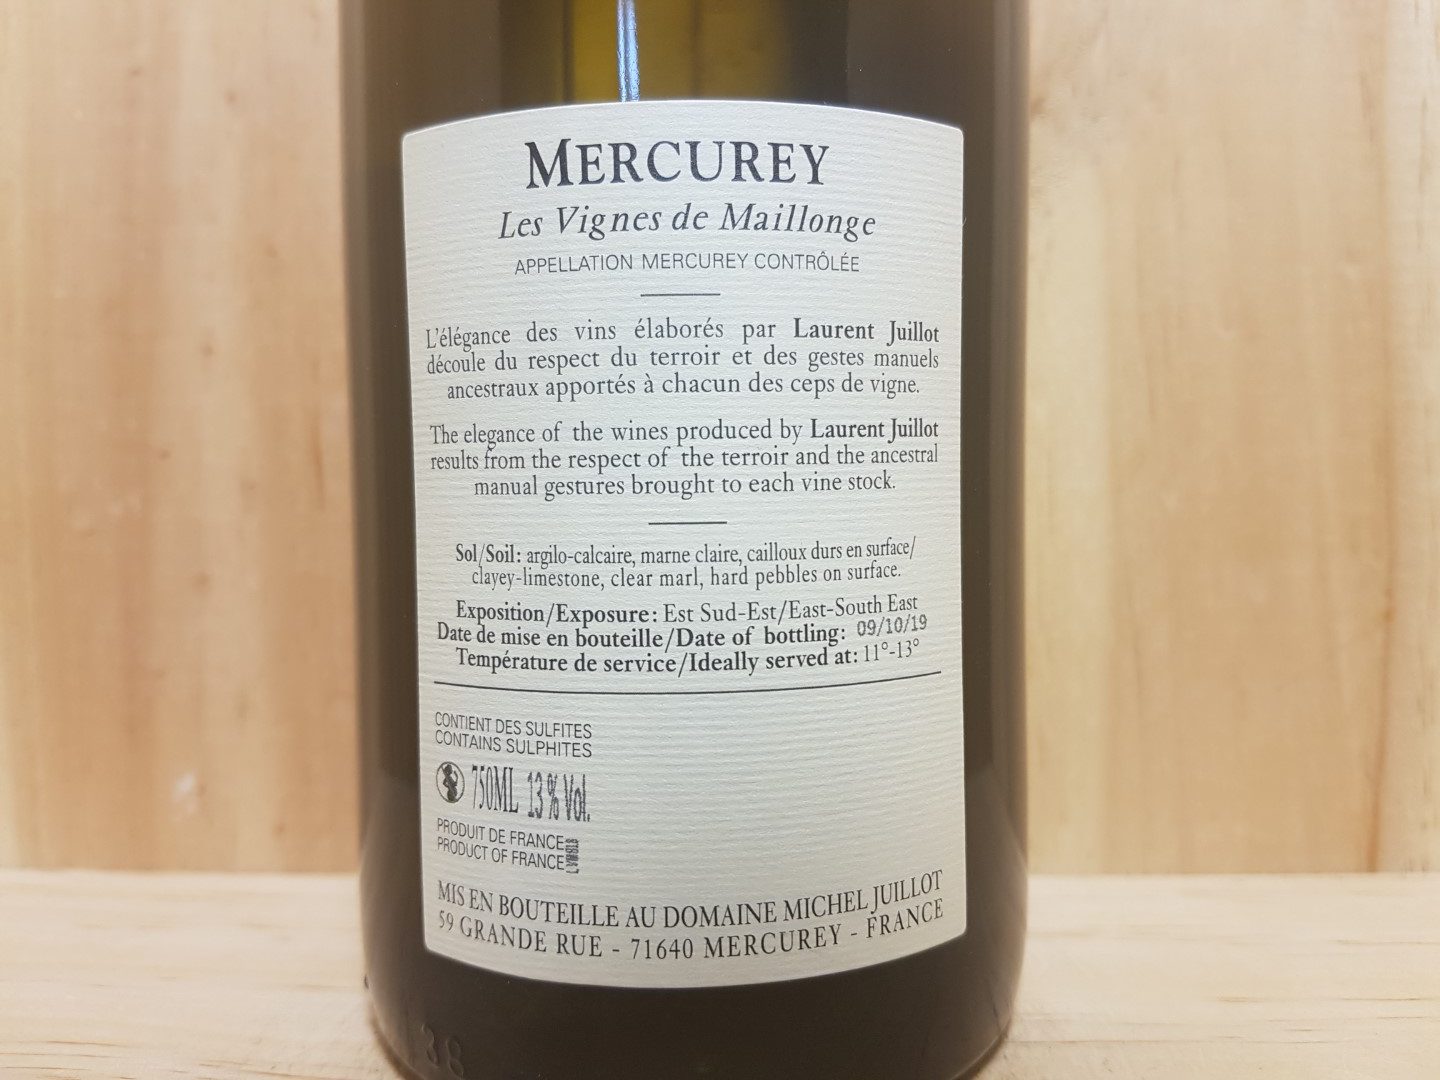 MERCUREY
Les Vignes de Maillonge
APPELLATION MERCUREY CONTRÔLÉE
L'élégance des vins élaborés par Laurent Juillot
découle du respect du terroir et des gestes manuels
ancestraux apportés à chacun des ceps de vigne.
The elegance of the wines produced by Laurent Juillot
results from the respect of the terroir and the ancestral
manual gestures brought to each vine stock.
Sol/Soil: argilo-calcaire, marne claire, cailloux durs en surface/
clayey-limestone, clear marl, hard pebbles on surface.
Exposition/Exposure: Est Sud-Est/East-South East
Date de mise en bouteille/Date of bottling: 09/10/19
Température de service/Ideally served at: 11°-13°
CONTIENT DES SULFITES
CONTAINS SULPHITES
750ML 13 % Vol.
PRODUIT DE FRANCE
PRODUCT OF FRANCE
MIS EN BOUTEILLE AU DOMAINE MICHEL JUILLOT
59 GRANDE RUE - 71640 MERCUREY - FRANCE